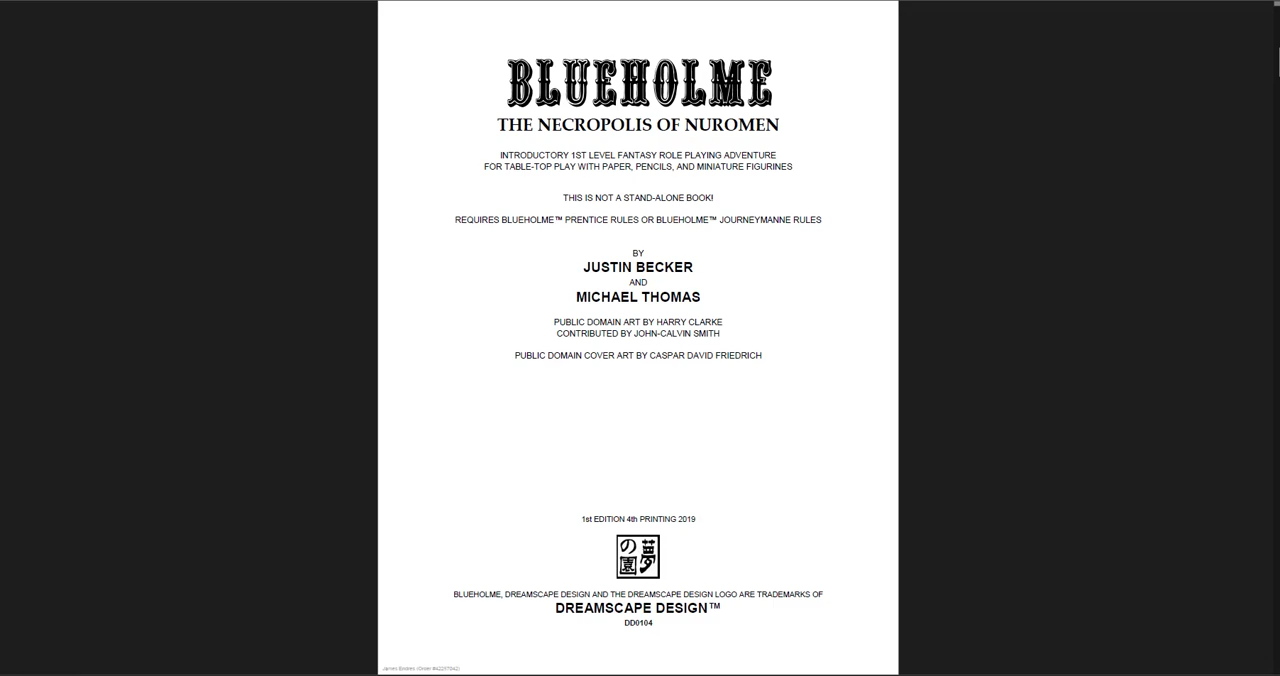 BLUEHOLME
THE NECROPOLIS OF NUROMEN
INTRODUCTORY 1ST LEVEL FANTASY ROLE PLAYING ADVENTURE
FOR TABLE-TOP PLAY WITH PAPER, PENCILS, AND MINIATURE FIGURINES
THIS IS NOT A STAND-ALONE BOOK!
REQUIRES BLUEHOLME™ PRENTICE RULES OR BLUEHOLME™ JOURNEYMANNE RULES
BY
JUSTIN BECKER
AND
MICHAEL THOMAS
PUBLIC DOMAIN ART BY HARRY CLARKE
CONTRIBUTED BY JOHN-CALVIN SMITH
PUBLIC DOMAIN COVER ART BY CASPAR DAVID FRIEDRICH
1st EDITION 4th PRINTING 2019
夢の園
BLUEHOLME, DREAMSCAPE DESIGN AND THE DREAMSCAPE DESIGN LOGO ARE TRADEMARKS OF
DREAMSCAPE DESIGN™
DD0104